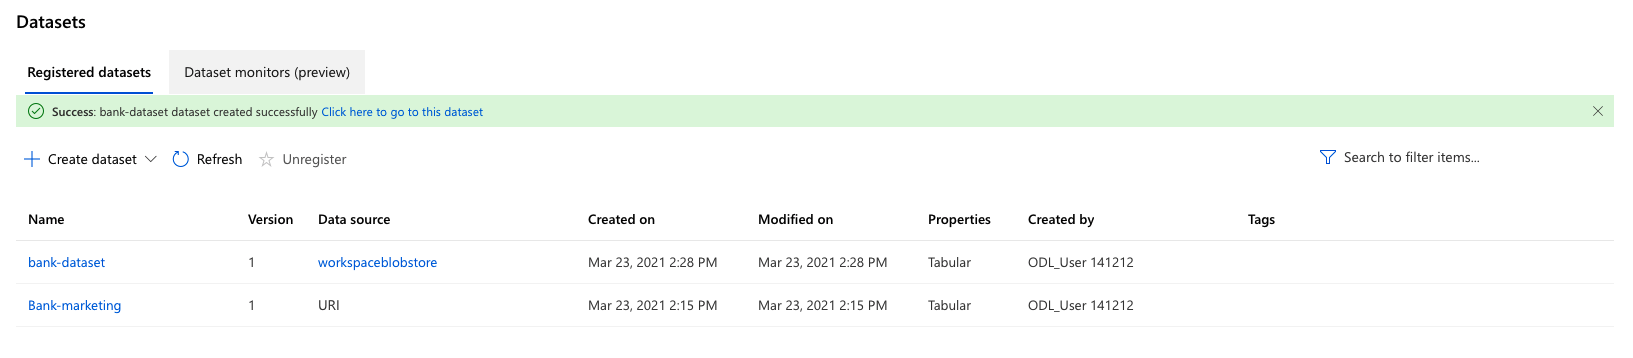 Datasets
Registered datasets Dataset monitors (preview)
Success: bank-dataset dataset created successfully Click here to go to this dataset
Create dataset Refresh Unregister Search to filter items...
Name Version Data source Created on Modified on Properties Created by Tags
bank-dataset 1 workspaceblobstore Mar 23, 2021 2:28 PM Mar 23, 2021 2:28 PM Tabular ODL_User 141212
Bank-marketing 1 URI Mar 23, 2021 2:15 PM Mar 23, 2021 2:15 PM Tabular ODL_User 141212